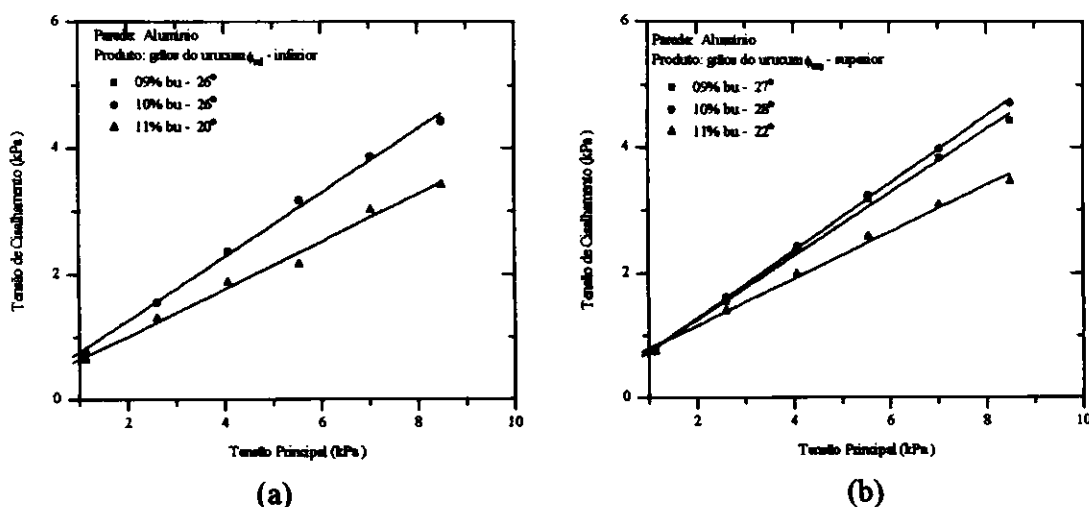 Parede: Alumínio
Produto: grãos do urucum - inferior
09% bu - 26°
10% bu - 26°
11% bu - 20°
Tensão de Cisalhamento (kPa)
6
4
2
0
2
4
6
8
10
Tensão Principal (kPa)
(a)
Parede: Alumínio
Produto: grãos do urucum - superior
09% bu - 27°
10% bu - 28°
11% bu - 22°
Tensão de Cisalhamento (kPa)
6
4
2
0
2
4
6
8
10
Tensão Principal (kPa)
(b)